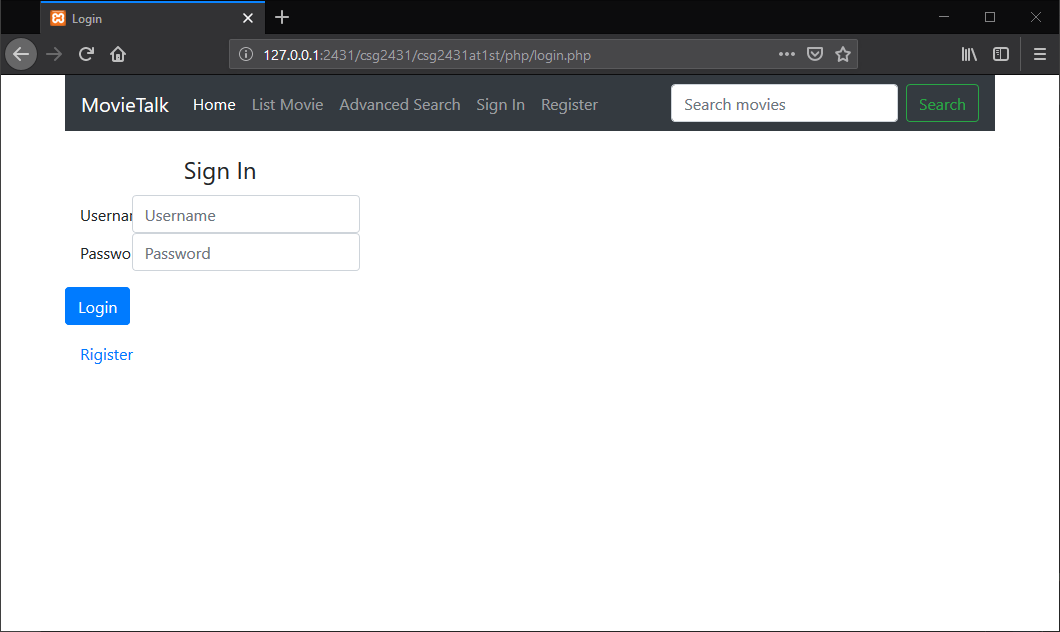 Login
127.0.0.1:2431/csg2431/csg2431at1st/php/login.php
MovieTalk Home List Movie Advanced Search Sign In Register Search movies Search
Sign In
Usernar Username
Passwo Password
Login
Rigister